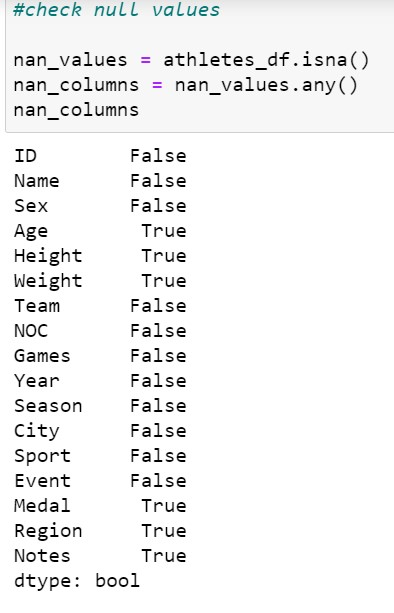 #check null values
nan_values = athletes_df.isna()
nan_columns = nan_values.any()
nan_columns
ID False
Name False
Sex False
Age True
Height True
Weight True
Team False
NOC False
Games False
Year False
Season False
City False
Sport False
Event False
Medal True
Region True
Notes True
dtype: bool